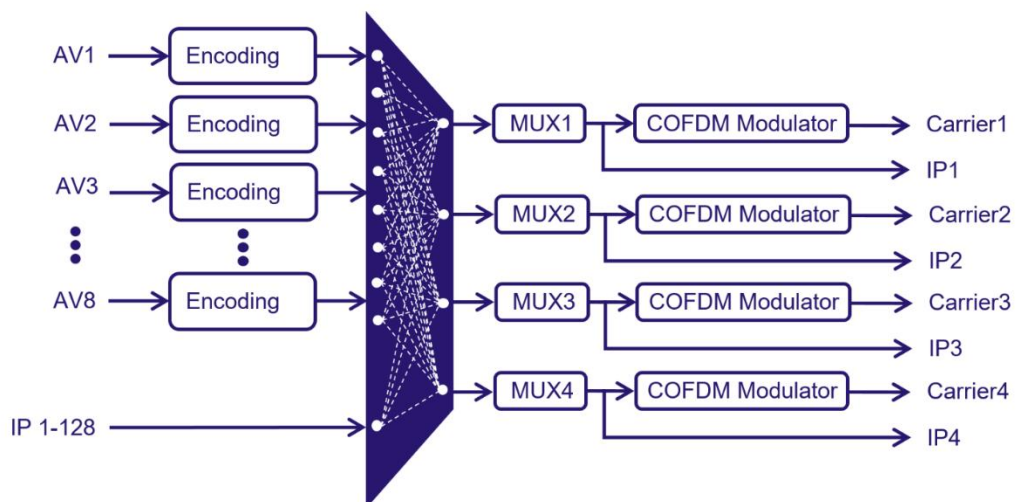 AV1
Encoding
AV2
Encoding
AV3
Encoding
AV8
Encoding
IP 1-128
MUX1
COFDM Modulator
Carrier1
IP1
MUX2
COFDM Modulator
Carrier2
IP2
MUX3
COFDM Modulator
Carrier3
IP3
MUX4
COFDM Modulator
Carrier4
IP4